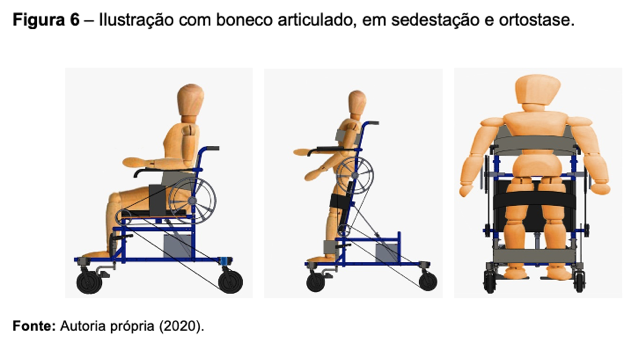 Figura 6 – Ilustração com boneco articulado, em sedestação e ortostase.
Fonte: Autoria própria (2020).